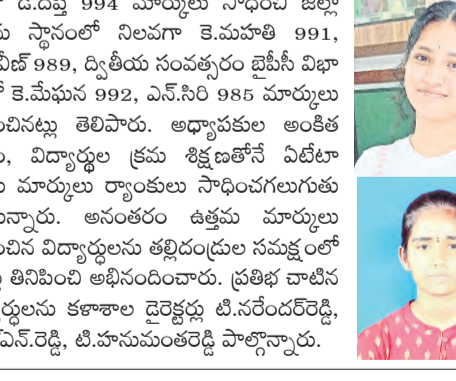 డి.దీప్తి 994 మార్కులు సాధించి జిల్లా
స్థానంలో నిలవగా కె.మహతి 991,
989, ద్వితీయ సంవత్సరం బైపీసీ విభా
కె.మేఘన 992, ఎన్.సిరి 985 మార్కులు
చినట్లు తెలిపారు. అధ్యాపకుల అంకిత
విద్యార్థుల క్రమ శిక్షణతోనే ఏటేటా
మార్కులు ర్యాంకులు సాధించగలుగుతు
న్నారు. అనంతరం ఉత్తమ మార్కులు
చిన విద్యార్థులను తల్లిదండ్రుల సమక్షంలో
తినిపించి అభినందించారు. ప్రతిభ చాటిన
ర్థులను కళాశాల డైరెక్టర్లు టి.నరేందర్‌రెడ్డి,
ఎన్.రెడ్డి, టి.హనుమంతరెడ్డి పాల్గొన్నారు.